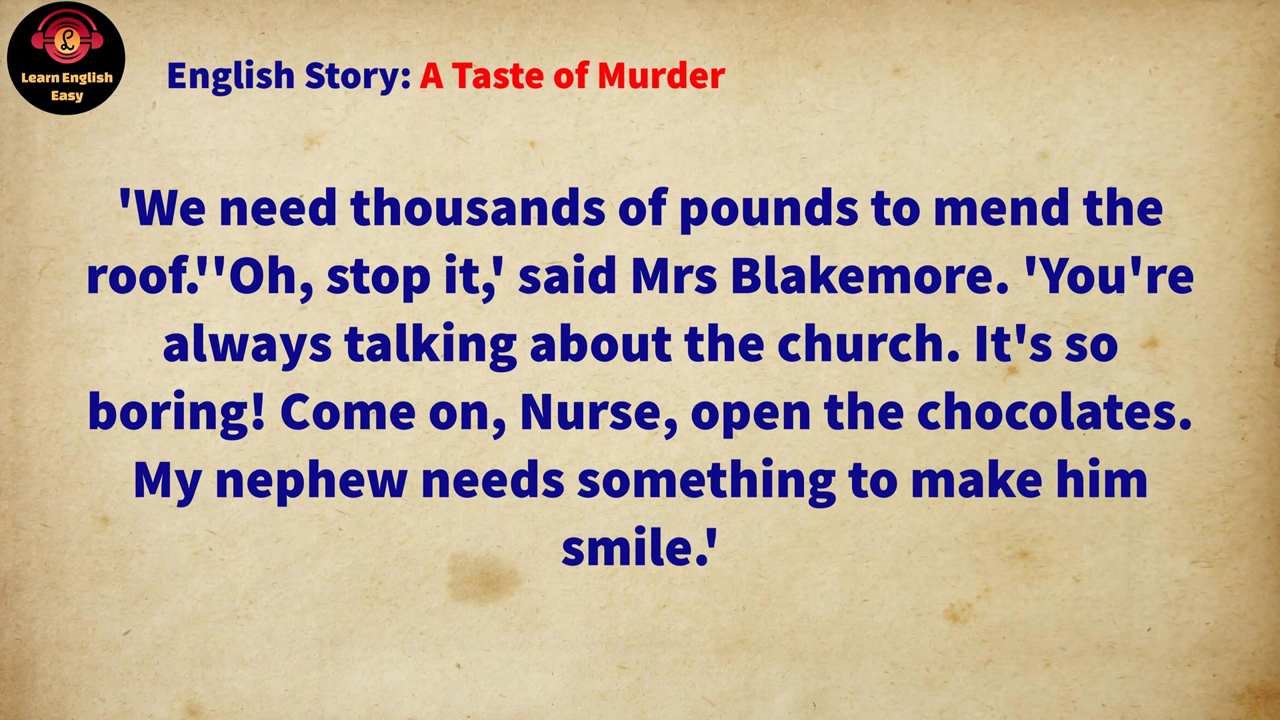 Learn English
Easy
English Story: A Taste of Murder
'We need thousands of pounds to mend the
roof.''Oh, stop it,' said Mrs Blakemore. 'You're
always talking about the church. It's so
boring! Come on, Nurse, open the chocolates.
My nephew needs something to make him
smile.'